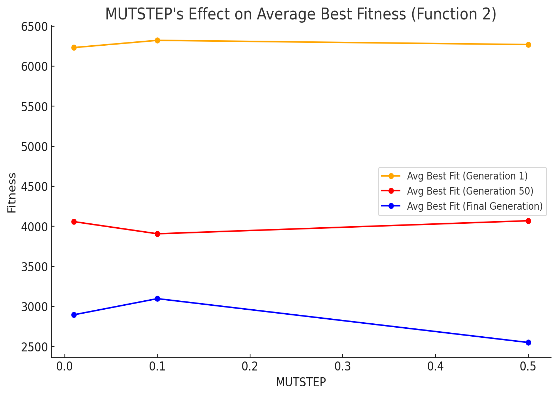 MUTSTEP's Effect on Average Best Fitness (Function 2)
6500
6000
5500
5000
4500
4000
3500
3000
2500
Fitness
Avg Best Fit (Generation 1)
Avg Best Fit (Generation 50)
Avg Best Fit (Final Generation)
0.0 0.1 0.2 0.3 0.4 0.5
MUTSTEP